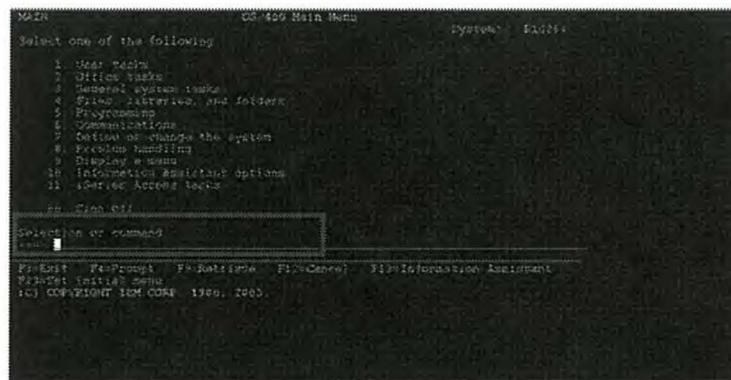 MAIN OS/400 Main Menu
System:
Select one of the following:
1. User tasks
2. Office tasks
3. General system tasks
4. Files, libraries, and folders
5. Programming
6. Communications
7. Define or change the system
8. Problem handling
9. Display a menu
10. Information Assistant options
11. iSeries Access tasks
90. Sign off
Selection or command
===>
F3=Exit F4=Prompt F9=Retrieve F12=Cancel F13=Information Assistant
F23=Set initial menu
(C) COPYRIGHT IBM CORP. 1980, 2003.